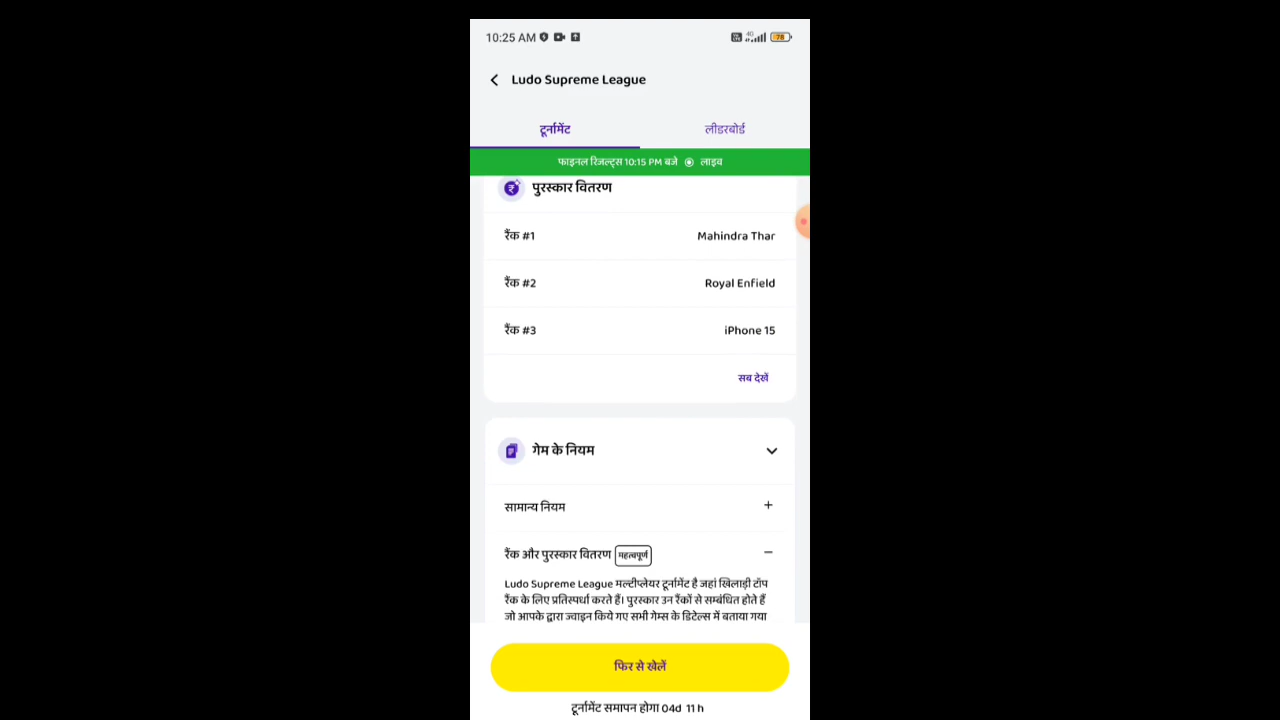 10:25 AM
4G
78
Ludo Supreme League
टूर्नामेंट
लीडरबोर्ड
फाइनल रिजल्ट्स 10:15 PM बजे लाइव
पुरस्कार वितरण
रैंक #1
Mahindra Thar
रैंक #2
Royal Enfield
रैंक #3
iPhone 15
सब देखें
गेम के नियम
सामान्य नियम
+
रैंक और पुरस्कार वितरण महत्वपूर्ण
−
Ludo Supreme League मल्टीप्लेयर टूर्नामेंट है जहां खिलाड़ी टॉप
रैंक के लिए प्रतिस्पर्धा करते हैं। पुरस्कार उन रैंकों से सम्बंधित होते हैं
जो आपके द्वारा ज्वाइन किये गए सभी गेम्स के डिटेल्स में बताया गया
फिर से खेलें
टूर्नामेंट समापन होगा 04d 11h